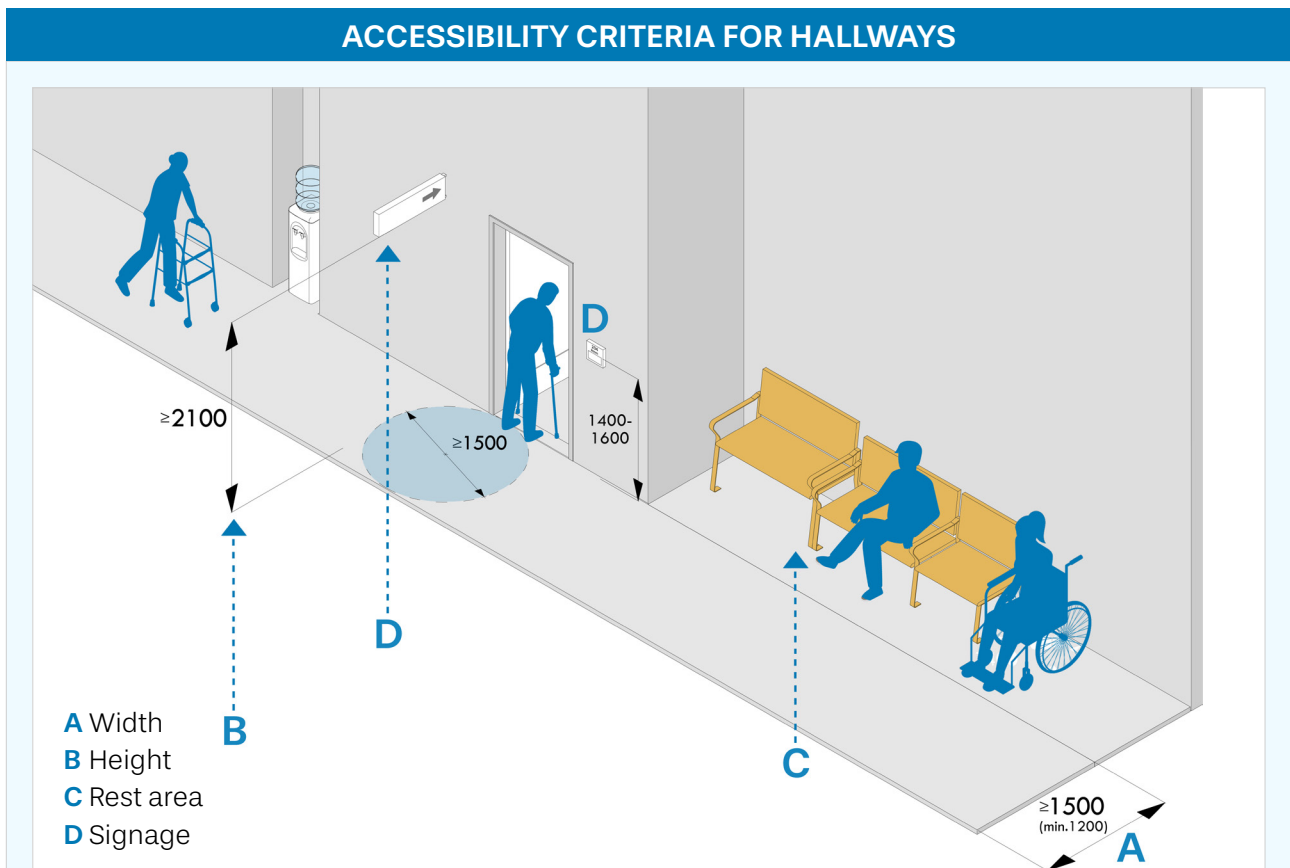 ACCESSIBILITY CRITERIA FOR HALLWAYS
D
≥2100
≥1500
1400-
1600
D
B
C
A Width
B Height
C Rest area
D Signage
≥1500
(min.1200)
A